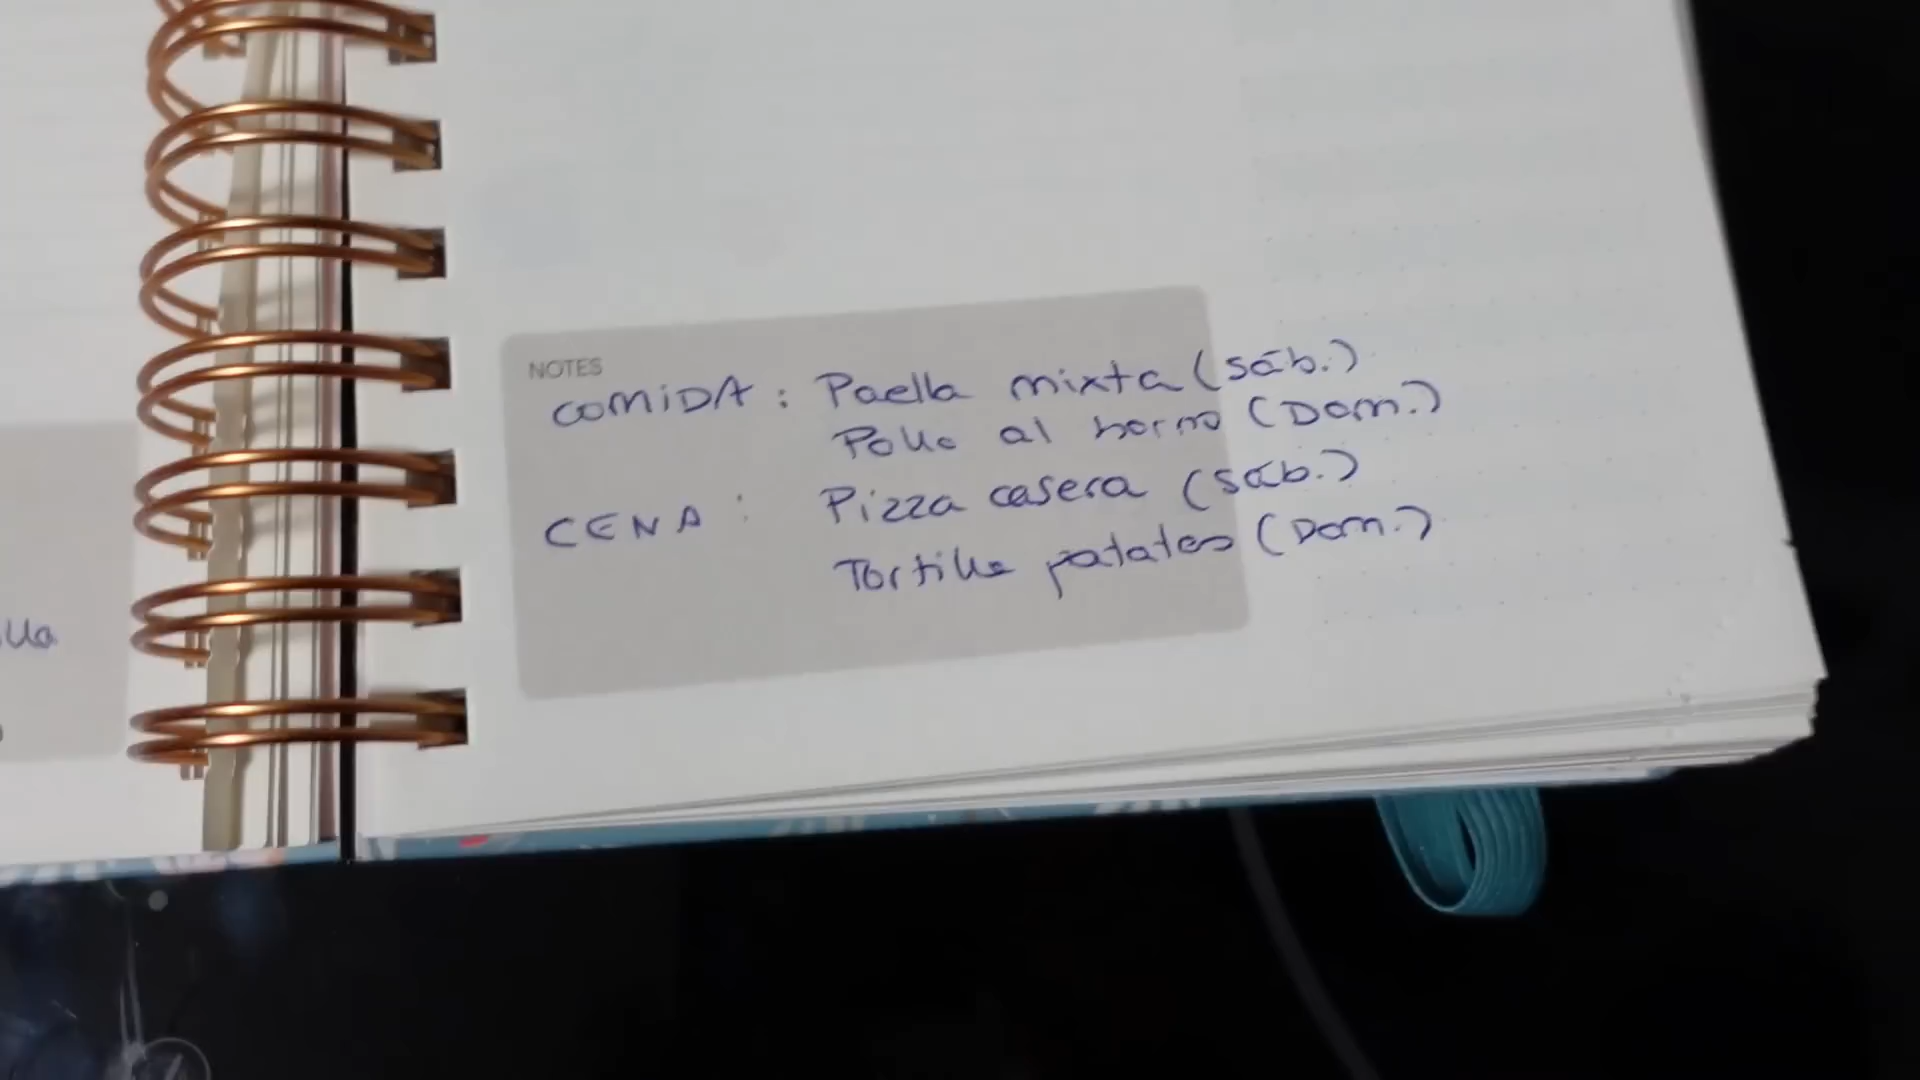 NOTES
COMIDA: Paella mixta (sáb.)
Pollo al horno (Dom.)
CENA: Pizza casera (sáb.)
Tortilla patatas (Dom.)